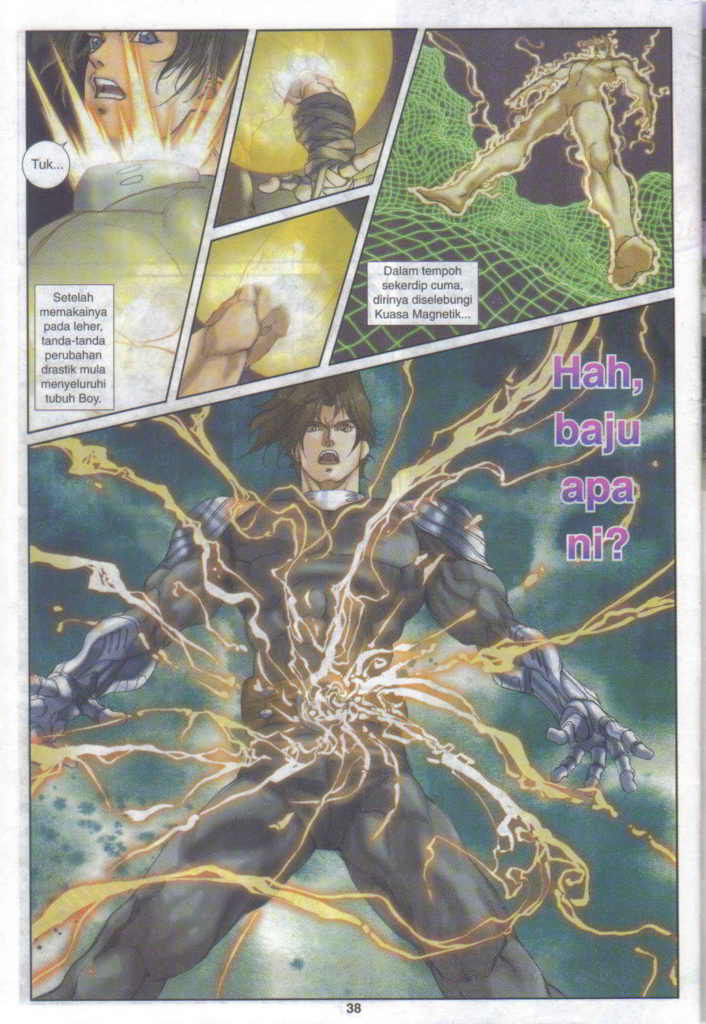 Tuk...
Setelah
memakainya
pada leher,
tanda-tanda
perubahan
drastik mula
menyeluruhi
tubuh Boy.
Dalam tempoh
sekerdip cuma,
dirinya diselebungi
Kuasa Magnetik...
Hah,
baju
apa
ni?
38